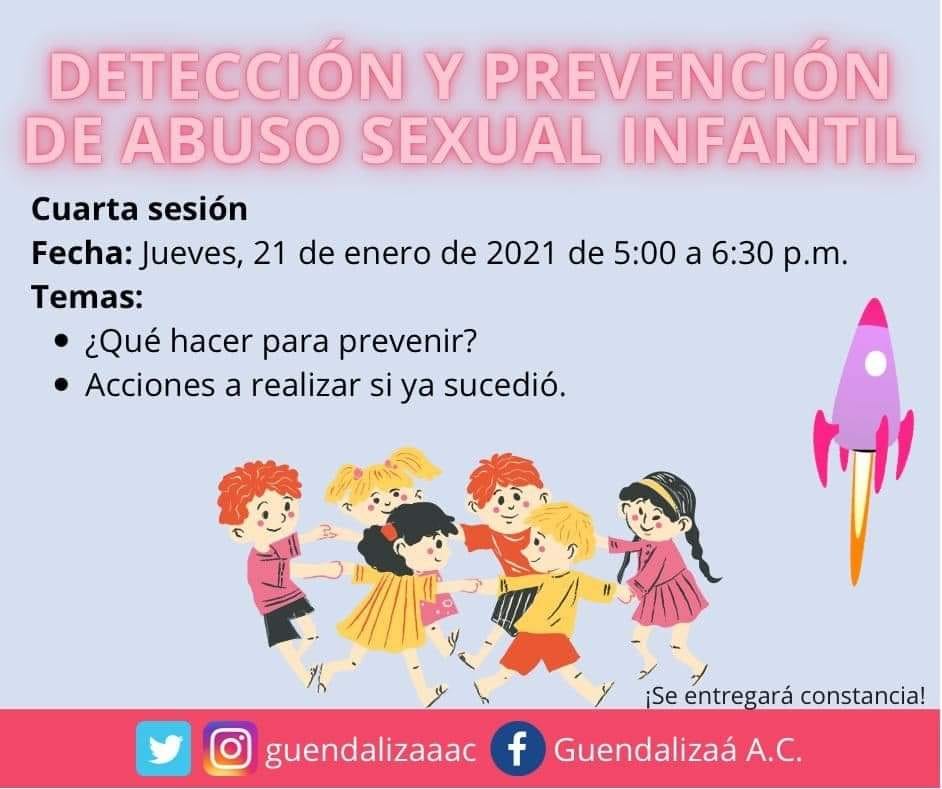 DETECCIÓN Y PREVENCIÓN
DE ABUSO SEXUAL INFANTIL
Cuarta sesión
Fecha: Jueves, 21 de enero de 2021 de 5:00 a 6:30 p.m.
Temas:
• ¿Qué hacer para prevenir?
• Acciones a realizar si ya sucedió.
¡Se entregará constancia!
guendalizaaac
Guendalizaá A.C.